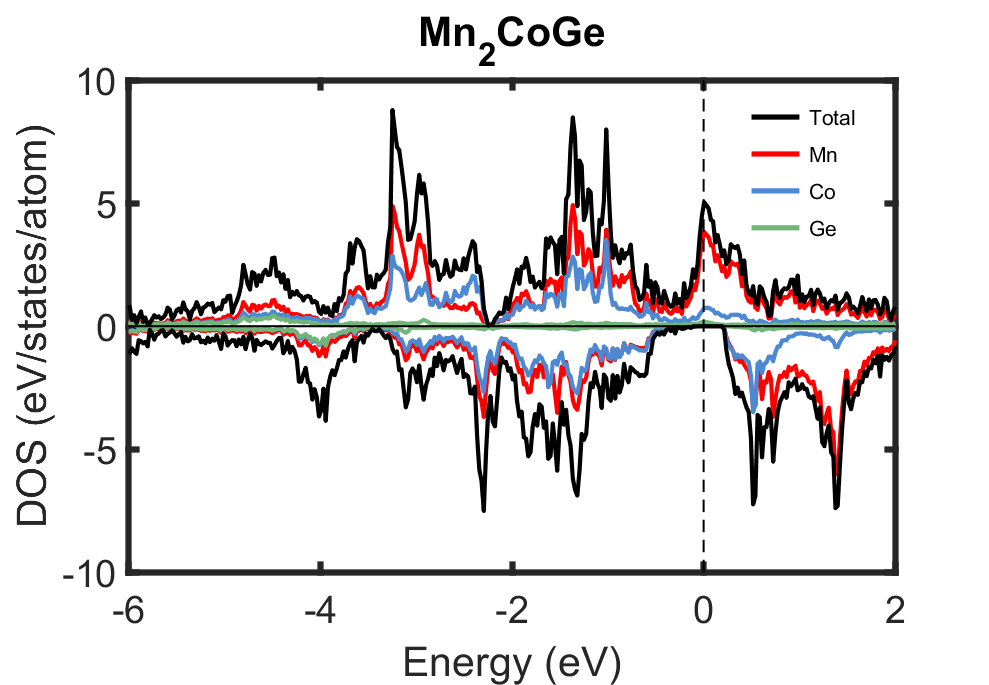 Mn₂CoGe
DOS (eV/states/atom)
10
5
0
0
-5
-10
Total
Mn
Co
Ge
-6
-4
-2
0
2
Energy (eV)